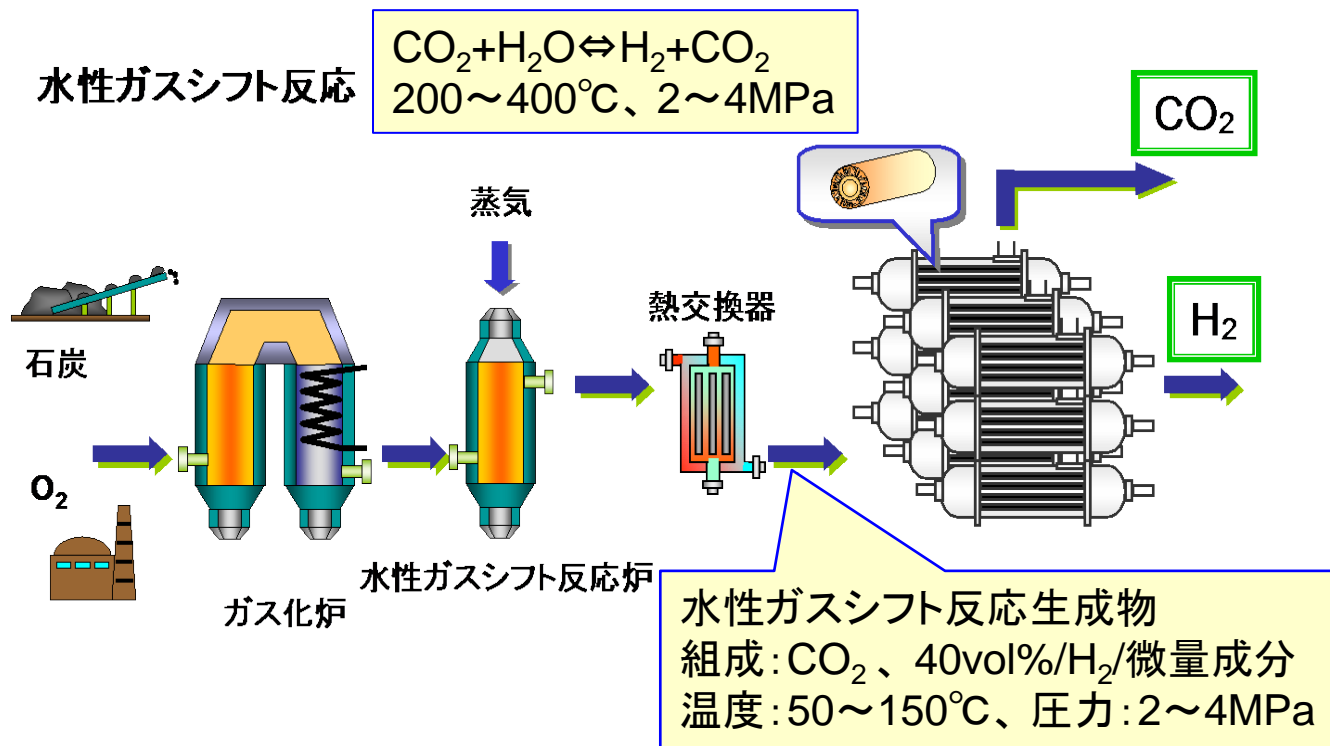 水性ガスシフト反応
CO₂+H₂O⇔H₂+CO₂
200～400℃、2～4MPa
CO₂
蒸気
石炭
熱交換器
H₂
O₂
水性ガスシフト反応炉
ガス化炉
水性ガスシフト反応生成物
組成:CO₂ 、40vol%/H₂/微量成分
温度:50～150℃、圧力:2～4MPa